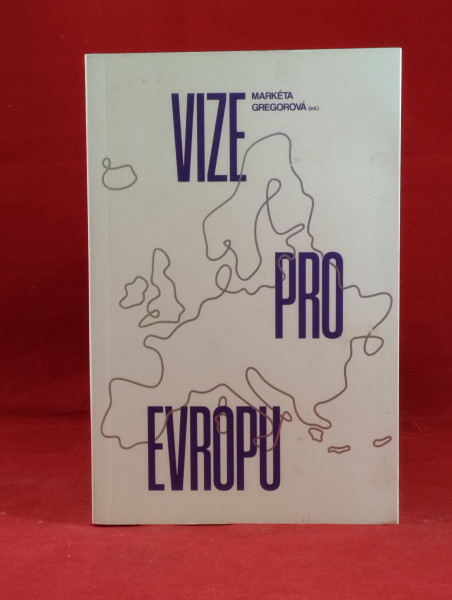 VIZE
MARKÉTA
GREGOROVÁ (ed.)
PRO
EVROPU